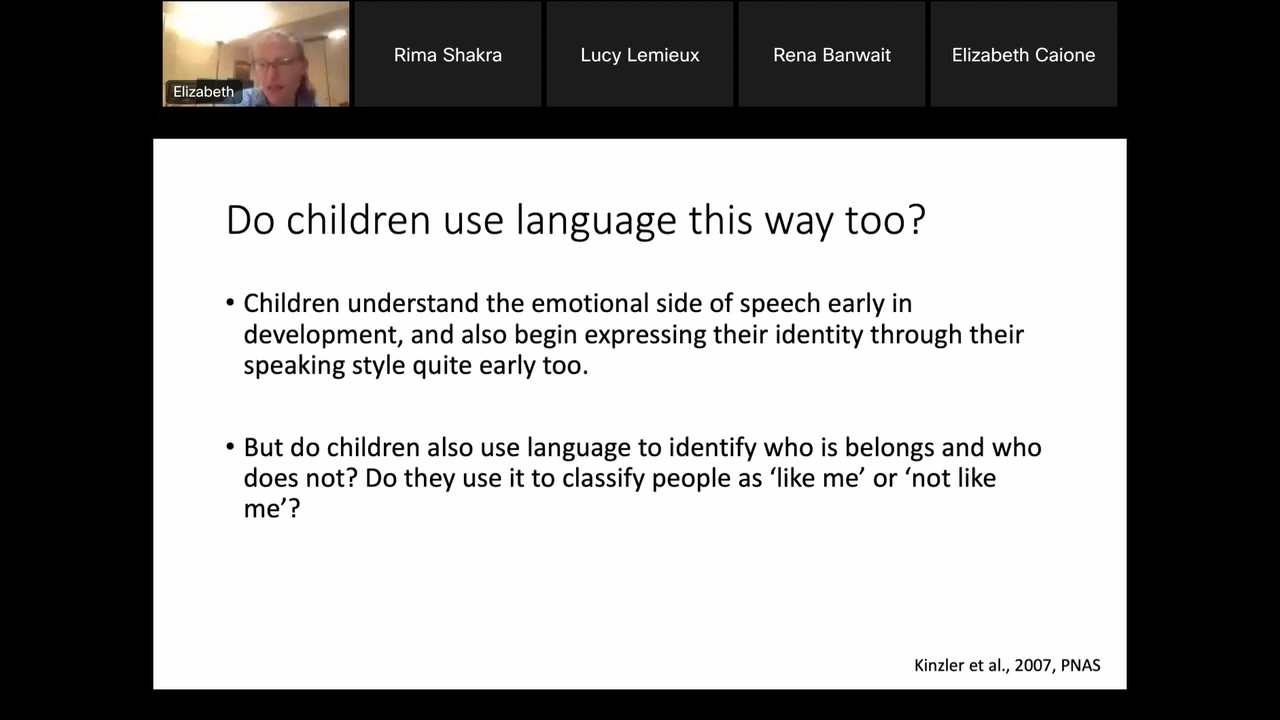 Elizabeth
Rima Shakra
Lucy Lemieux
Rena Banwait
Elizabeth Caione
Do children use language this way too?
• Children understand the emotional side of speech early in
development, and also begin expressing their identity through their
speaking style quite early too.
• But do children also use language to identify who is belongs and who
does not? Do they use it to classify people as ‘like me’ or ‘not like
me’?
Kinzler et al., 2007, PNAS